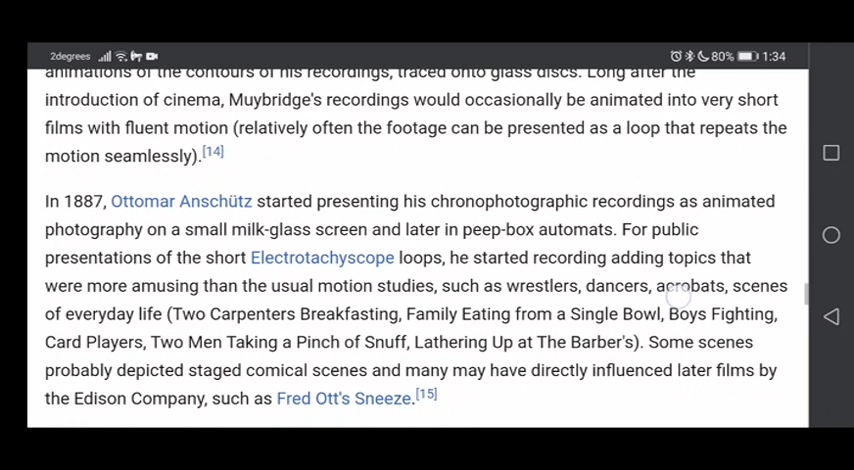 2degrees
80% 1:34
animations of the contours of his recordings, traced onto glass discs. Long after the
introduction of cinema, Muybridge's recordings would occasionally be animated into very short
films with fluent motion (relatively often the footage can be presented as a loop that repeats the
motion seamlessly).[14]
In 1887, Ottomar Anschütz started presenting his chronophotographic recordings as animated
photography on a small milk-glass screen and later in peep-box automats. For public
presentations of the short Electrotachyscope loops, he started recording adding topics that
were more amusing than the usual motion studies, such as wrestlers, dancers, acrobats, scenes
of everyday life (Two Carpenters Breakfasting, Family Eating from a Single Bowl, Boys Fighting,
Card Players, Two Men Taking a Pinch of Snuff, Lathering Up at The Barber's). Some scenes
probably depicted staged comical scenes and many may have directly influenced later films by
the Edison Company, such as Fred Ott's Sneeze.[15]